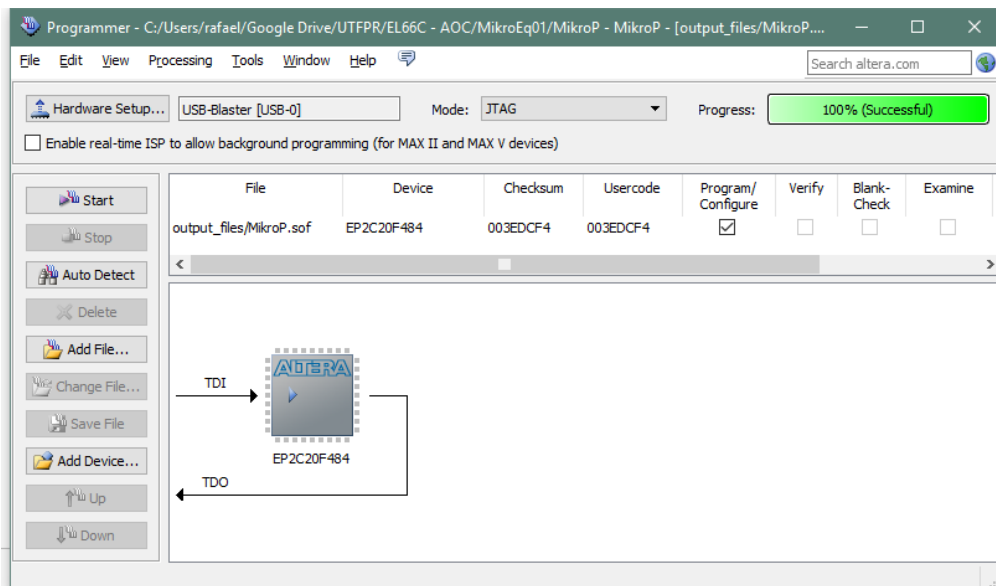 Programmer - C:/Users/rafael/Google Drive/UTFPR/EL66C - AOC/MikroEq01/MikroP - MikroP - [output_files/MikroP....
File Edit View Processing Tools Window Help
Search altera.com
Hardware Setup... USB-Blaster [USB-0] Mode: JTAG Progress: 100% (Successful)
Enable real-time ISP to allow background programming (for MAX II and MAX V devices)
Start
Stop
Auto Detect
Delete
Add File...
Change File...
Save File
Add Device...
Up
Down
File Device Checksum Usercode Program/ Verify Blank- Examine
Configure Check
output_files/MikroP.sof EP2C20F484 003EDCF4 003EDCF4
TDI
ALTERA
EP2C20F484
TDO